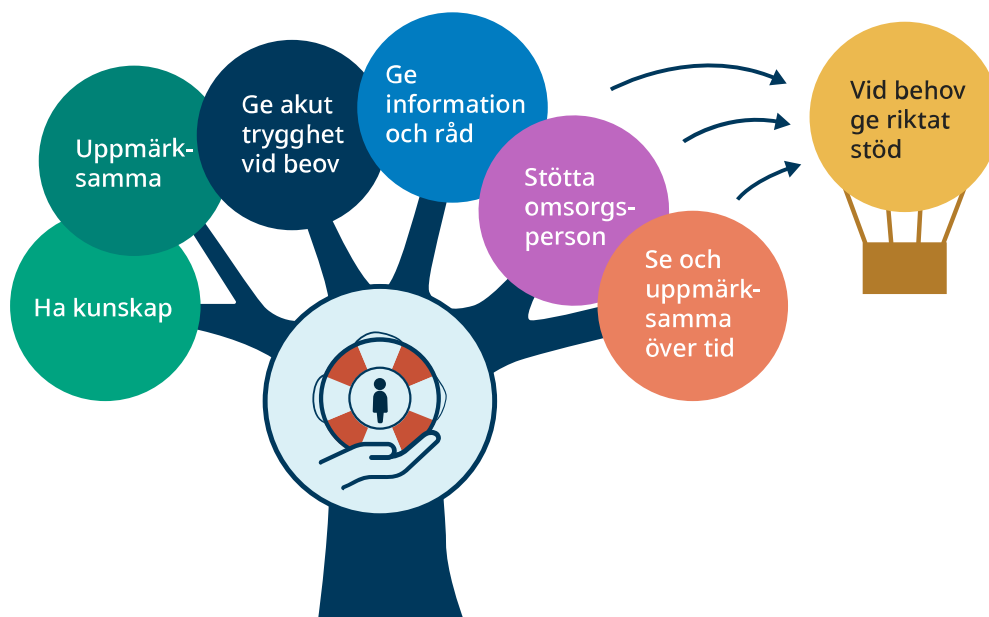 Ha kunskap
Uppmärk-
samma
Ge akut
trygghet
vid beov
Ge
information
och råd
Stötta
omsorgs-
person
Se och
uppmärk-
samma
över tid
Vid behov
ge riktat
stöd